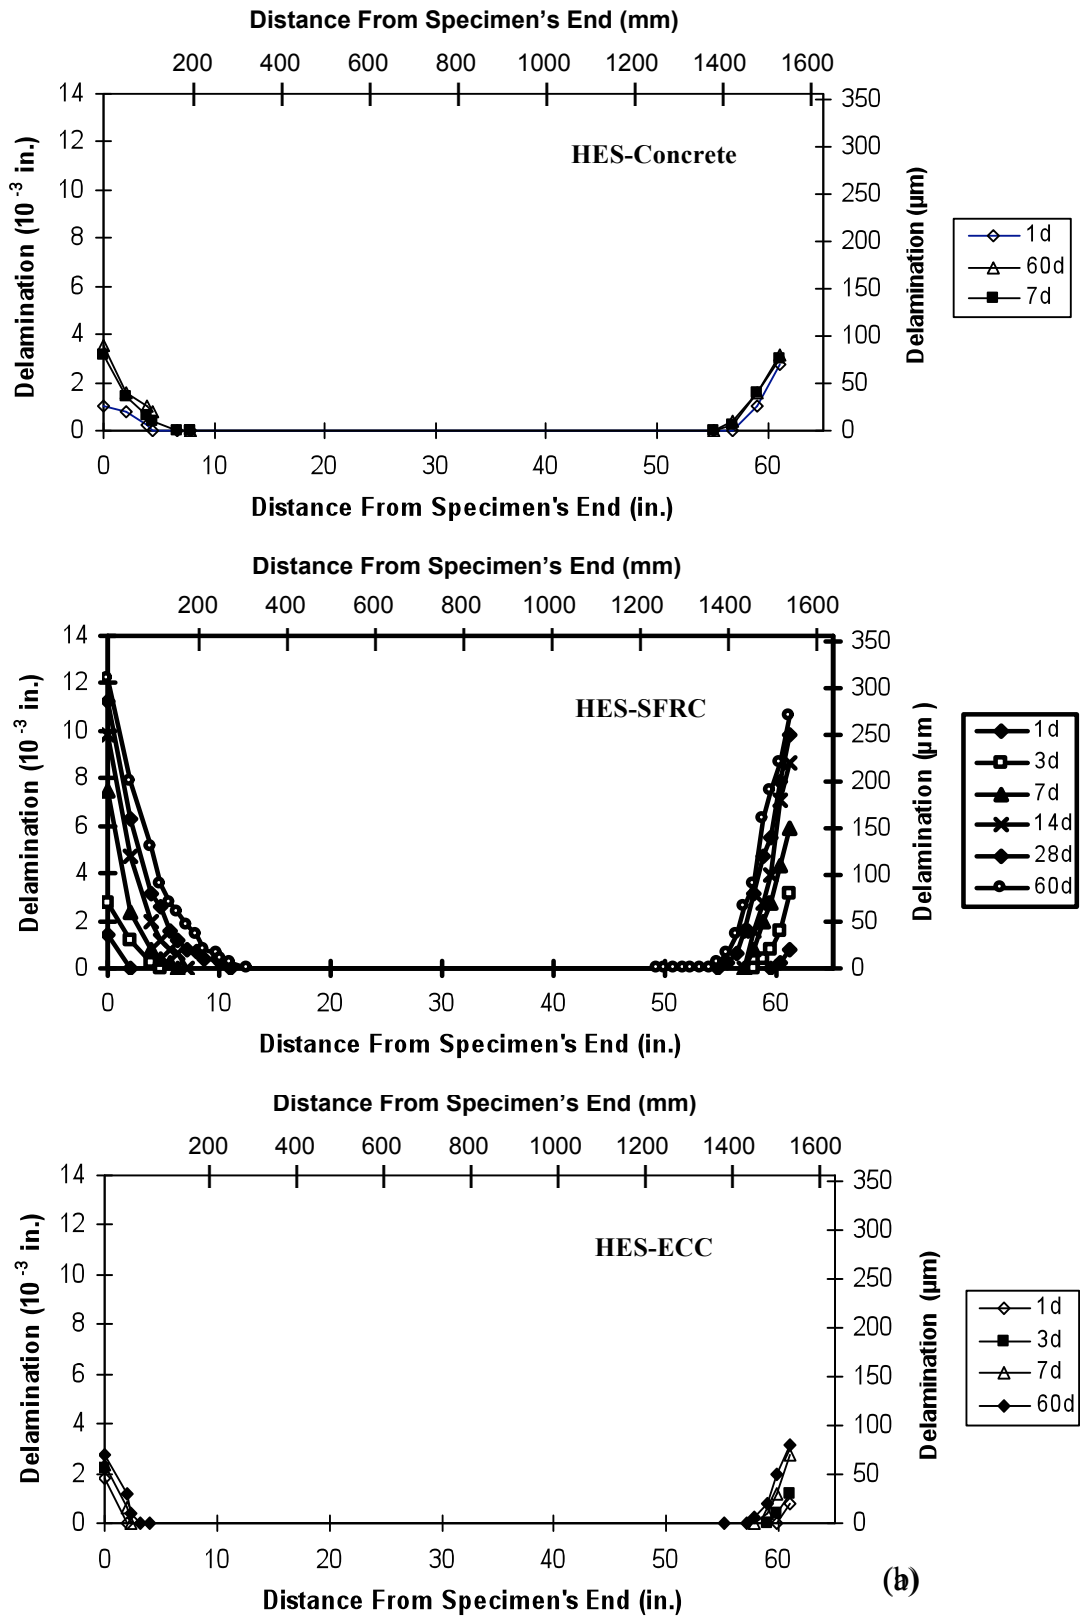 Distance From Specimen’s End (mm)
200 400 600 800 1000 1200 1400 1600
14 12 10 8 6 4 2 0
Delamination (10 -3 in.)
HES-Concrete
350 300 250 200 150 100 50 0
Delamination (µm)
1d
60d
7d
0 10 20 30 40 50 60
Distance From Specimen's End (in.)
Distance From Specimen’s End (mm)
200 400 600 800 1000 1200 1400 1600
14 12 10 8 6 4 2 0
Delamination (10 -3 in.)
HES-SFRC
350 300 250 200 150 100 50 0
Delamination (µm )
1d
3d
7d
14d
28d
60d
0 10 20 30 40 50 60
Distance From Specimen's End (in.)
Distance From Specimen’s End (mm)
200 400 600 800 1000 1200 1400 1600
14 12 10 8 6 4 2 0
Delamination (10 -3 in.)
HES-ECC
350 300 250 200 150 100 50 0
Delamination (µm)
1d
3d
7d
60d
0 10 20 30 40 50 60
Distance From Specimen's End (in.)